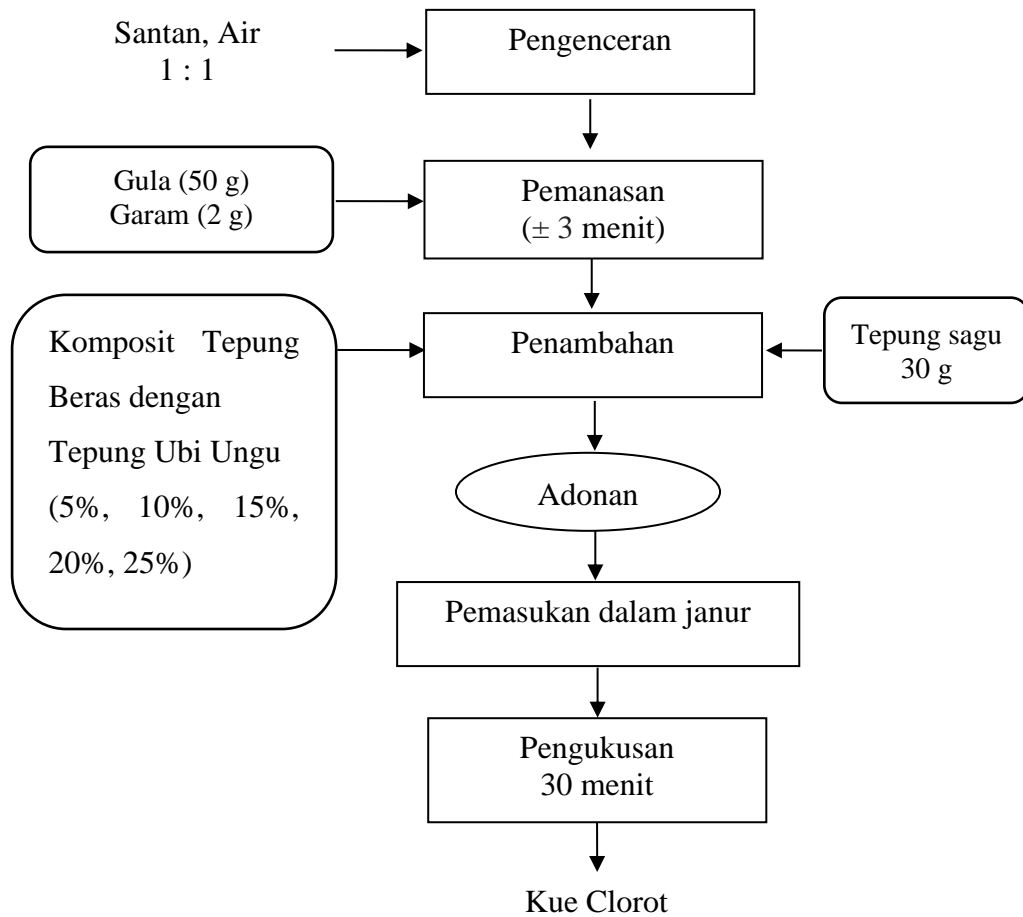 Santan, Air
1 : 1
Pengenceran
Gula (50 g)
Garam (2 g)
Pemanasan
(± 3 menit)
Komposit Tepung
Beras dengan
Tepung Ubi Ungu
(5%, 10%, 15%,
20%, 25%)
Penambahan
Tepung sagu
30 g
Adonan
Pemasukan dalam janur
Pengukusan
30 menit
Kue Clorot